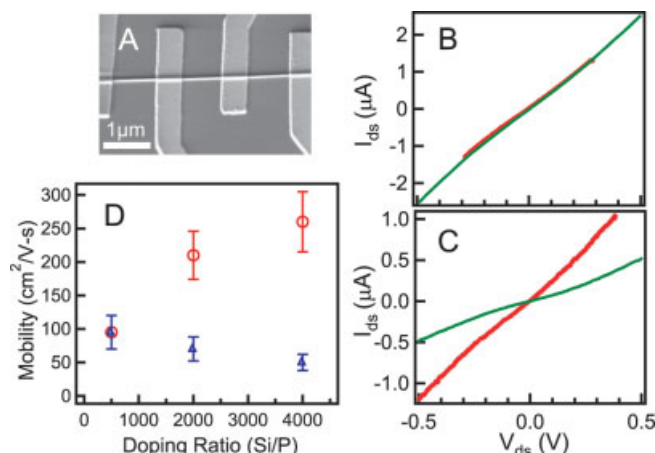 A
1µm
B
I_ds (µA)
2
1
0
-1
-2
D
Mobility (cm²/V-s)
300
250
200
150
100
50
0
0
1000
2000
3000
4000
Doping Ratio (Si/P)
C
I_ds (µA)
1.0
0.5
0.0
-0.5
-1.0
-0.5
0.0
0.5
V_ds (V)